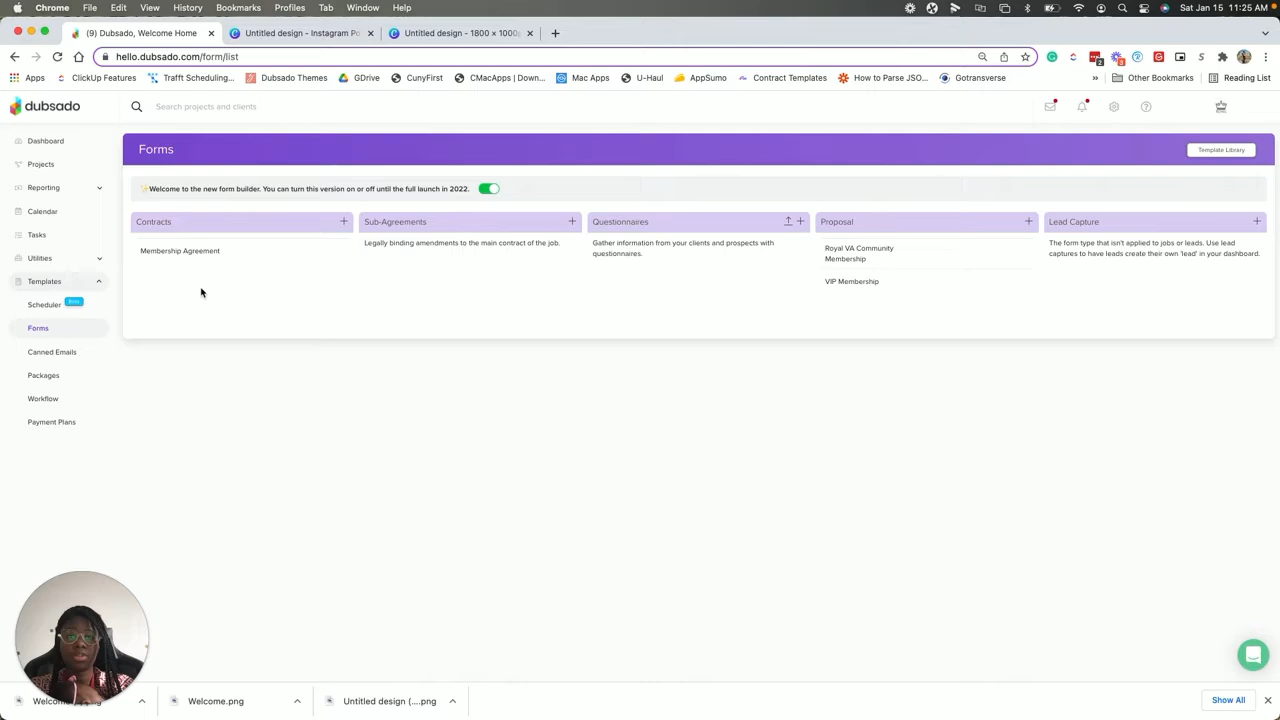 Chrome File Edit View History Bookmarks Profiles Tab Window Help
Sat Jan 15 11:25 AM
(9) Dubsado, Welcome Home
Untitled design - Instagram Po
Untitled design - 1800 × 1000p
hello.dubsado.com/form/list
Apps
ClickUp Features
Trafft Scheduling...
Dubsado Themes
GDrive
CunyFirst
CMacApps | Down...
Mac Apps
U-Haul
AppSumo
Contract Templates
How to Parse JSO...
Gotransverse
Other Bookmarks
Reading List
dubsado
Search projects and clients
Dashboard
Projects
Reporting
Calendar
Tasks
Utilities
Templates
Scheduler
Forms
Canned Emails
Packages
Workflow
Payment Plans
Forms
Template Library
✨Welcome to the new form builder. You can turn this version on or off until the full launch in 2022.
Contracts
Membership Agreement
Sub-Agreements
Legally binding amendments to the main contract of the job.
Questionnaires
Gather information from your clients and prospects with
questionnaires.
Proposal
Royal VA Community
Membership
VIP Membership
Lead Capture
The form type that isn't applied to jobs or leads. Use lead
captures to have leads create their own 'lead' in your dashboard.
Welcome.png
Untitled design (....png
Show All